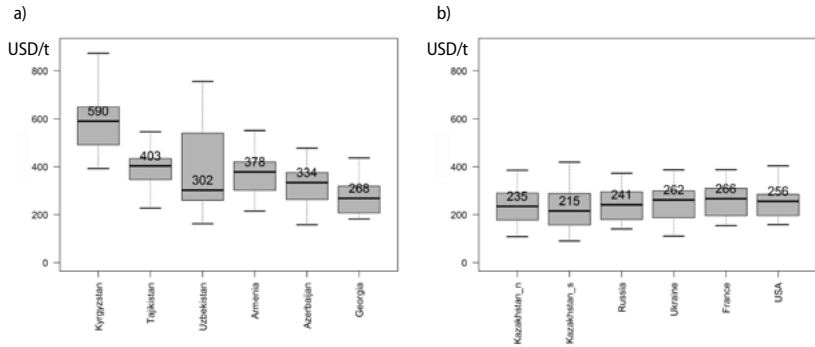 a)
USD/t
800
600
400
200
0
590
403
302
378
334
268
Kyrgyzstan
Tajikistan
Uzbekistan
Armenia
Azerbaijan
Georgia
b)
USD/t
800
600
400
200
0
235
215
241
262
266
256
Kazakhstan_n
Kazakhstan_s
Russia
Ukraine
France
USA